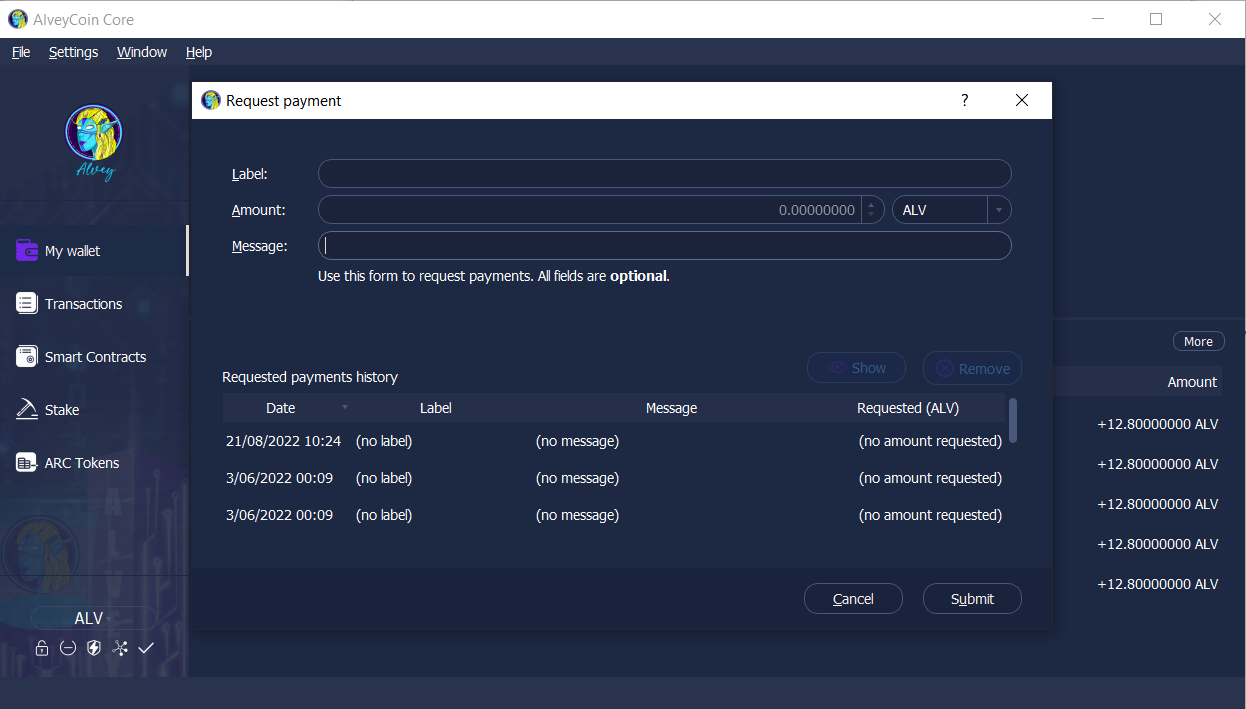 AlveyCoin Core
File Settings Window Help
Request payment ?
Alvey
Label:
Amount: 0.00000000 ALV
Message:
Use this form to request payments. All fields are optional.
My wallet
Transactions
Smart Contracts
Stake
ARC Tokens
More
Show Remove
Requested payments history
Amount
Date Label Message Requested (ALV)
21/08/2022 10:24 (no label) (no message) (no amount requested)
3/06/2022 00:09 (no label) (no message) (no amount requested)
3/06/2022 00:09 (no label) (no message) (no amount requested)
+12.80000000 ALV
+12.80000000 ALV
+12.80000000 ALV
+12.80000000 ALV
+12.80000000 ALV
Cancel Submit
ALVE
ALV